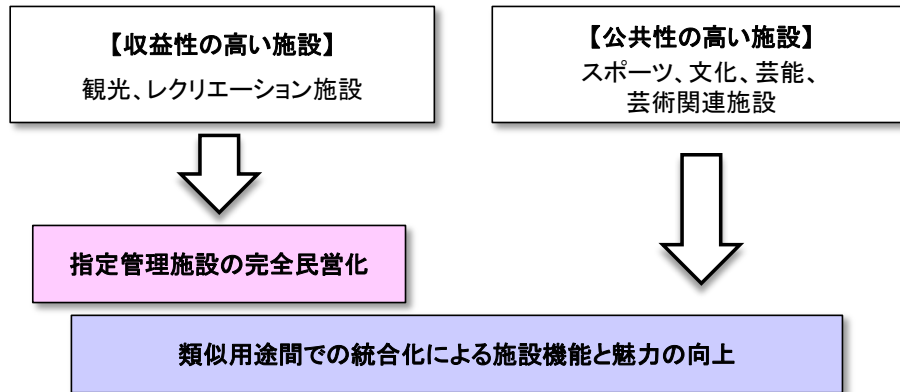 【収益性の高い施設】
観光、レクリエーション施設
【公共性の高い施設】
スポーツ、文化、芸能、
芸術関連施設
指定管理施設の完全民営化
類似用途間での統合化による施設機能と魅力の向上